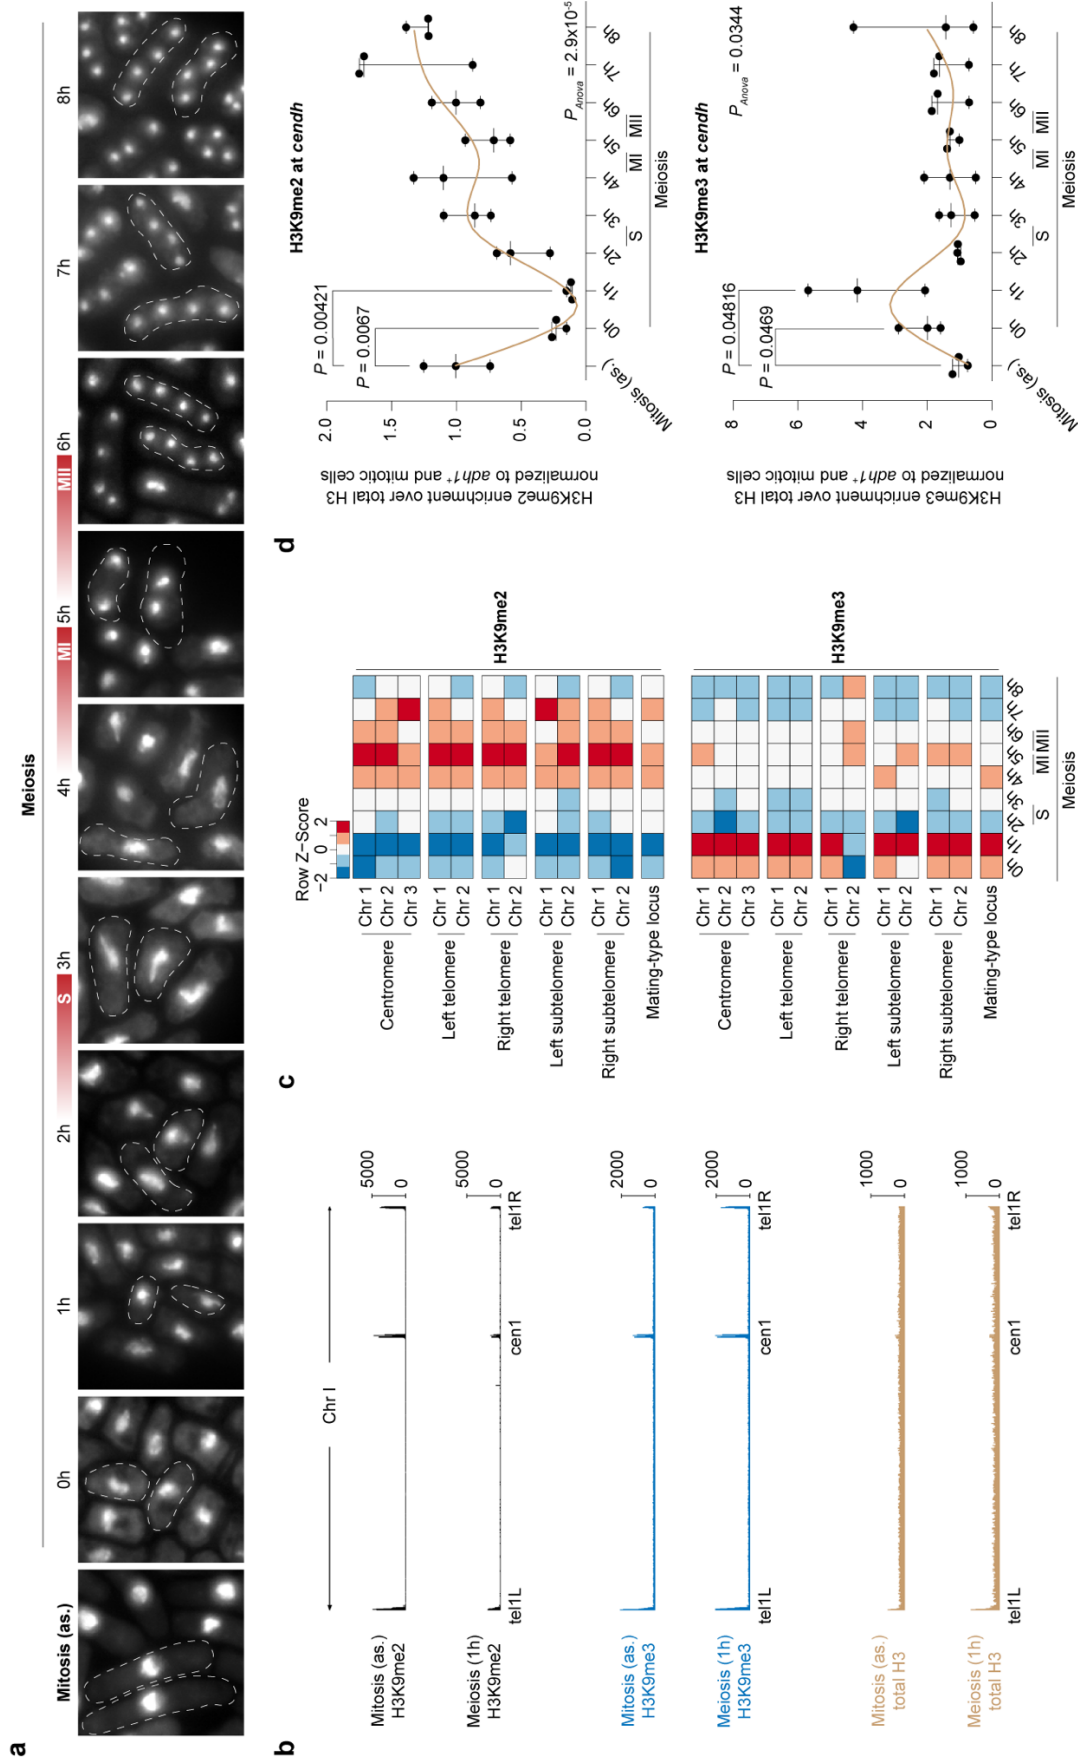 a
Meiosis
Mitosis (as.)
0h
1h
2h
S
3h
4h
MI
5h
MII
6h
7h
8h
b
Chr I
Mitosis (as.)
H3K9me2
5000
0
Meiosis (1h)
H3K9me2
5000
0
tel1L
cen1
tel1R
Mitosis (as.)
H3K9me3
2000
0
Meiosis (1h)
H3K9me3
2000
0
tel1L
cen1
tel1R
Mitosis (as.)
total H3
1000
0
Meiosis (1h)
total H3
1000
0
tel1L
cen1
tel1R
c
Row Z−Score
−2
0
2
Centromere
Chr 1
Chr 2
Chr 3
Left telomere
Chr 1
Chr 2
Right telomere
Chr 1
Chr 2
Left subtelomere
Chr 1
Chr 2
Right subtelomere
Chr 1
Chr 2
Mating-type locus
H3K9me2
Centromere
Chr 1
Chr 2
Chr 3
Left telomere
Chr 1
Chr 2
Right telomere
Chr 1
Chr 2
Left subtelomere
Chr 1
Chr 2
Right subtelomere
Chr 1
Chr 2
Mating-type locus
H3K9me3
0h 1h 2h 3h 4h 5h 6h 7h 8h
S MI MII
Meiosis
d
H3K9me2 at cendh
H3K9me2 enrichment over total H3
normalized to adh1+ and mitotic cells
2.0
1.5
1.0
0.5
0.0
P = 0.00421
P = 0.0067
PAnova = 2.9x10-5
Mitosis (as.) 0h 1h 2h 3h 4h 5h 6h 7h 8h
S MI MII
Meiosis
H3K9me3 at cendh
H3K9me3 enrichment over total H3
normalized to adh1+ and mitotic cells
8
6
4
2
0
P = 0.04816
P = 0.0469
PAnova = 0.0344
Mitosis (as.) 0h 1h 2h 3h 4h 5h 6h 7h 8h
S MI MII
Meiosis